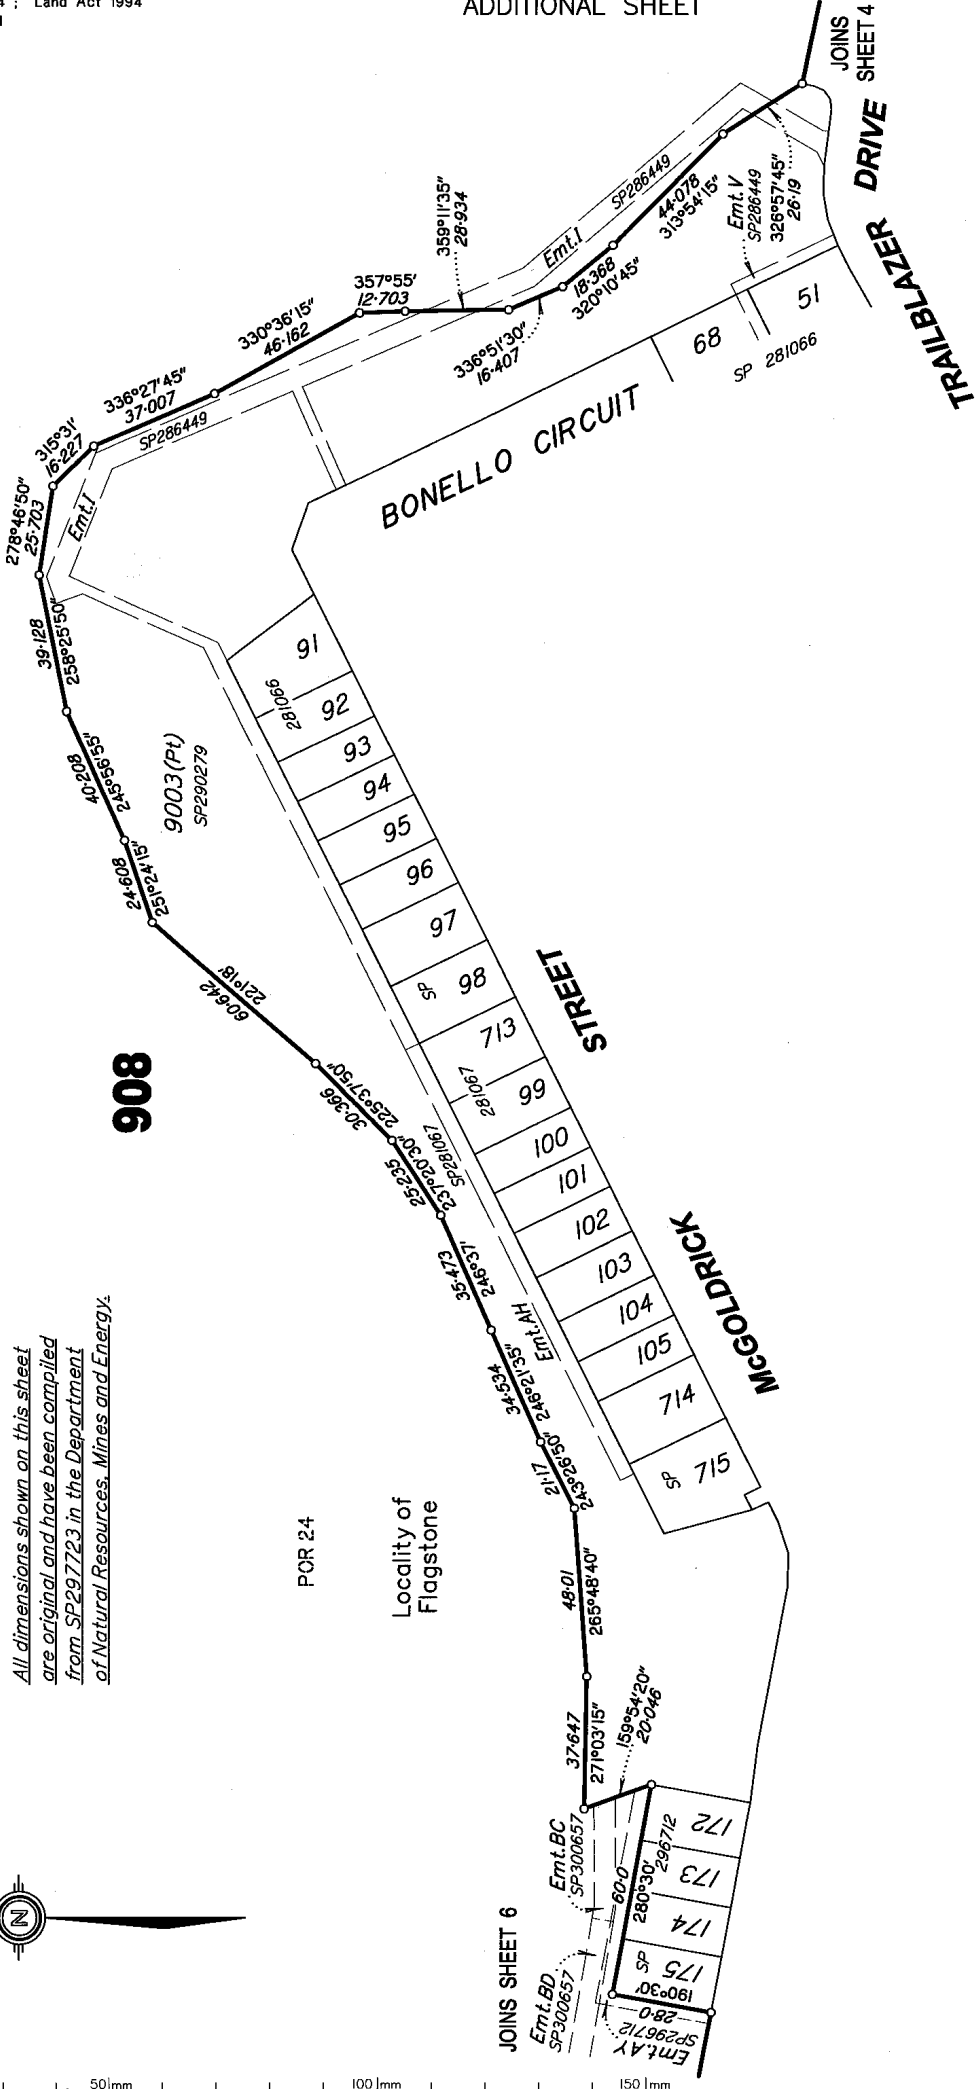 ; Land Act 1994
ADDITIONAL SHEET
JOINS
SHEET 4
TRAILBLAZER DRIVE
326°57'45"
26·19
Emt.V
SP286449
44·078
313°54'15"
SP286449
Emt.I
18·368
320°10'45"
336°51'30"
16·407
359°11'35"
28·934
357°55'
12·703
330°36'15"
46·162
336°27'45"
37·007
SP286449
315°31'
16·227
Emt.I
278°46'50"
25·703
39·128
258°25'50"
40·208
245°56'55"
24·608
251°24'15"
60·642
221°18'
30·366
225°37'50"
25·235
237°20'30"
SP281067
35·473
246°37'
34·534
246°21'35"
Emt.AH
21·17
243°26'50"
48·01
265°48'40"
37·647
271°03'15"
159°54'20"
20·046
51
68
SP 281066
BONELLO CIRCUIT
9003(Pt)
SP290279
91
281066
92
93
94
95
96
97
98
SP
713
281067
99
100
101
102
103
104
105
714
715
SP
McGOLDRICK STREET
908
All dimensions shown on this sheet
are original and have been compiled
from SP297723 in the Department
of Natural Resources, Mines and Energy.
POR 24
Locality of
Flagstone
N
JOINS SHEET 6
Emt.BC
SP300657
Emt.BD
SP300657
Emt.AY
SP296712
60·0
280°30'
190°30'
28·0
172
296712
173
174
175
SP
50 mm
100 mm
150 mm